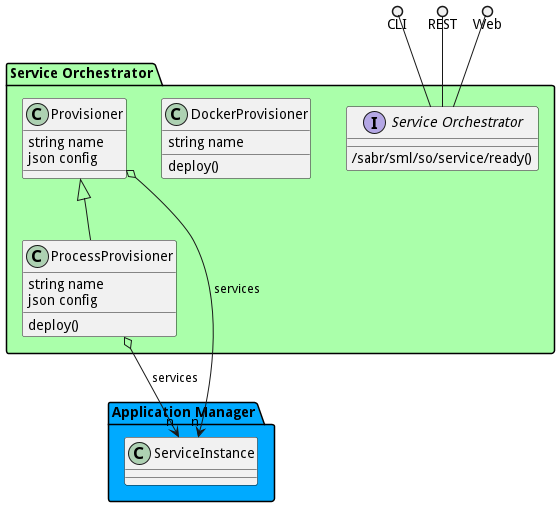 CLI
REST
Web
Service Orchestrator
C Provisioner
string name
json config
C DockerProvisioner
string name
deploy()
I Service Orchestrator
/sabr/sml/so/service/ready()
C ProcessProvisioner
string name
json config
deploy()
services
services
n
n
Application Manager
C ServiceInstance